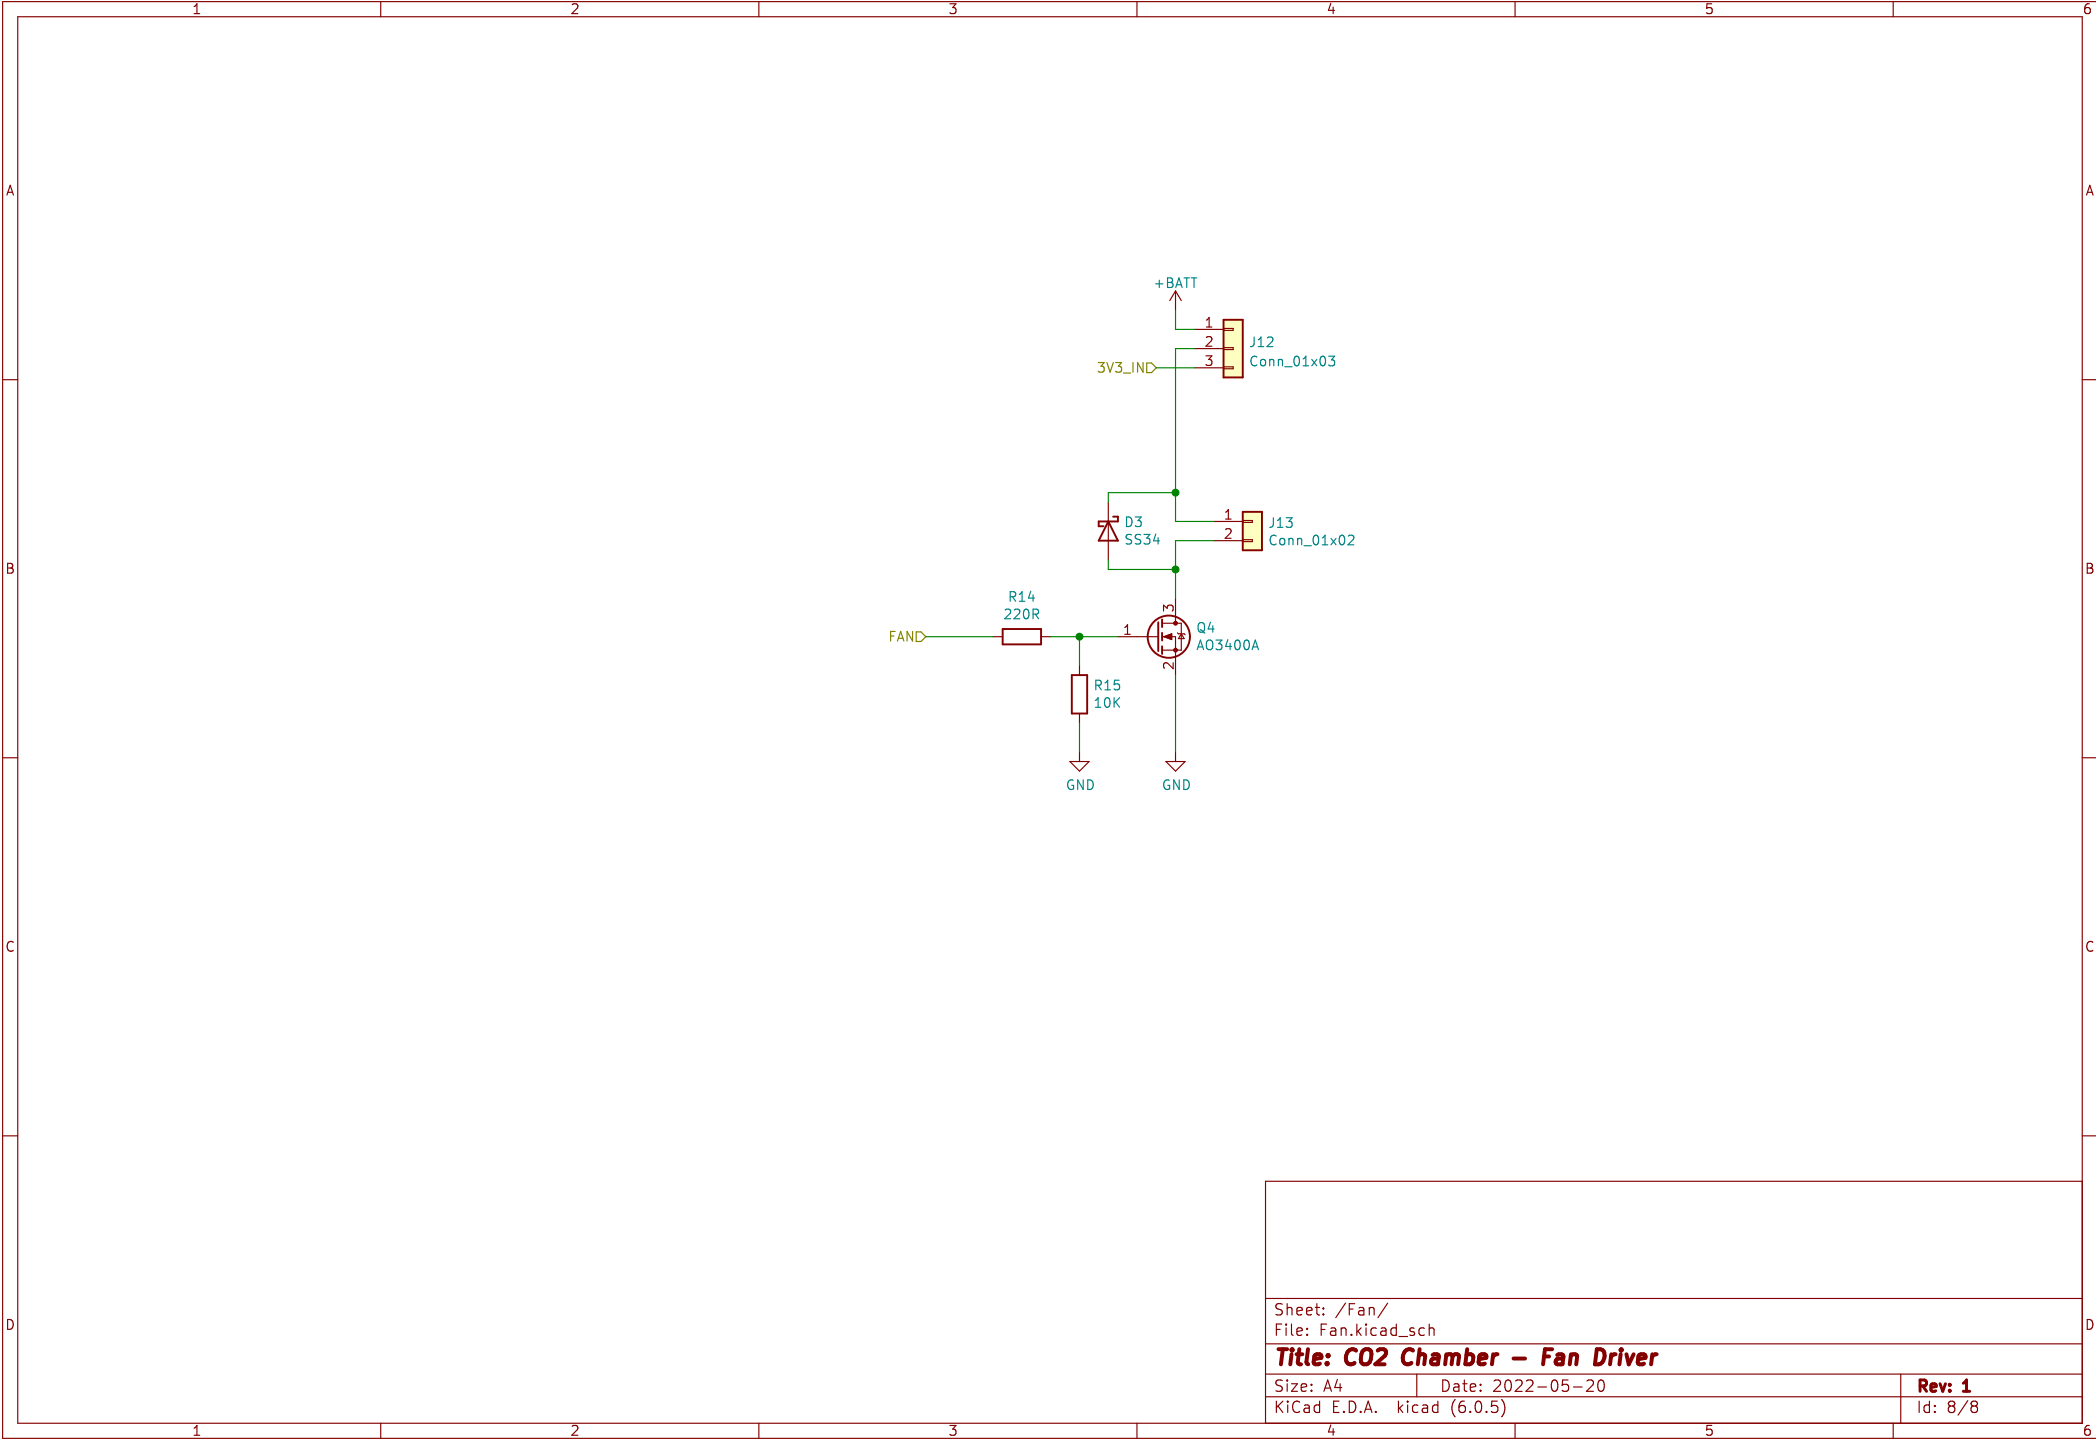 1 2 3 4 5 6
A A
+BATT
1
2
3
J12
Conn_01x03
3V3_IN
1
2
J13
Conn_01x02
D3
SS34
B B
R14
220R
FAN
1
3
2
Q4
AO3400A
R15
10K
GND GND
C C
D D
Sheet: /Fan/
File: Fan.kicad_sch
Title: CO2 Chamber – Fan Driver
Size: A4 Date: 2022-05-20 Rev: 1
KiCad E.D.A. kicad (6.0.5) Id: 8/8
1 2 3 4 5 6